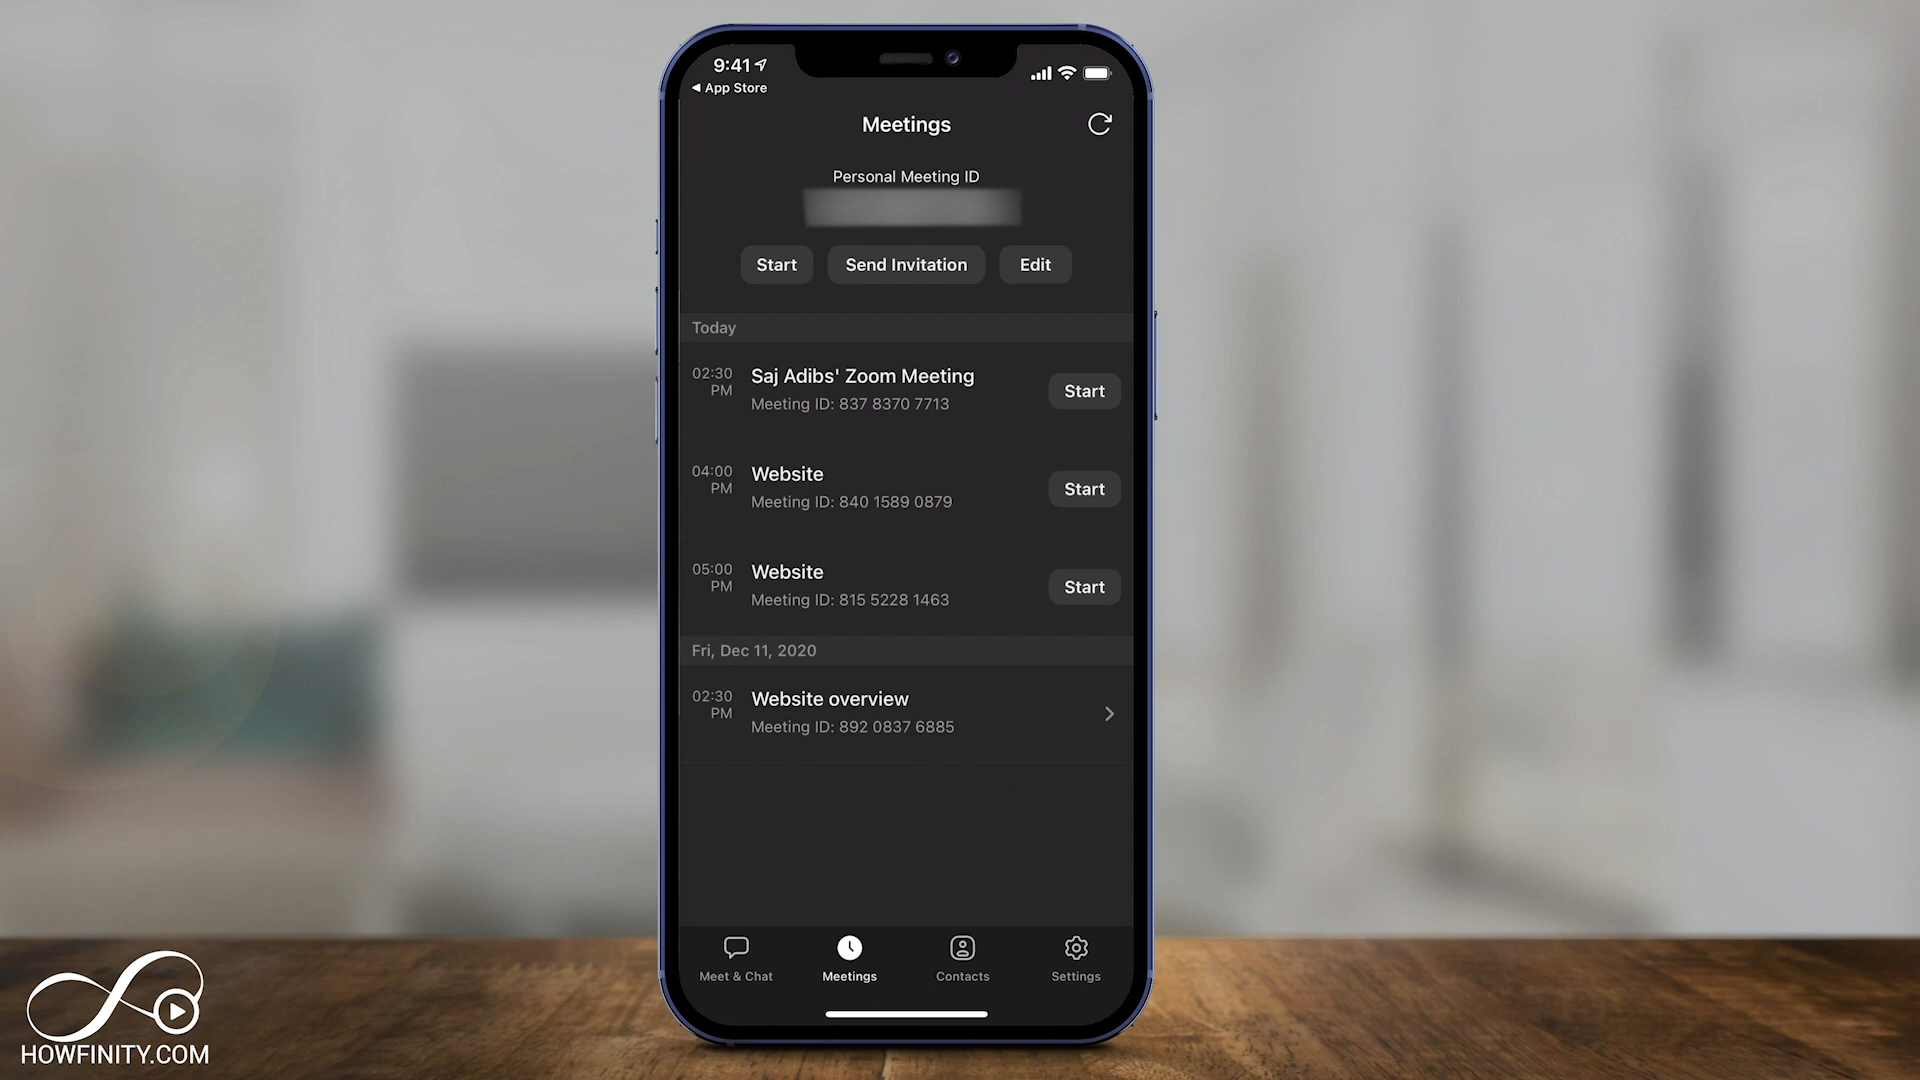 9:41
◀ App Store
Meetings
Personal Meeting ID
Start
Send Invitation
Edit
Today
02:30 PM
Saj Adibs' Zoom Meeting
Meeting ID: 837 8370 7713
Start
04:00 PM
Website
Meeting ID: 840 1589 0879
Start
05:00 PM
Website
Meeting ID: 815 5228 1463
Start
Fri, Dec 11, 2020
02:30 PM
Website overview
Meeting ID: 892 0837 6885
Meet & Chat
Meetings
Contacts
Settings
HOWFINITY.COM